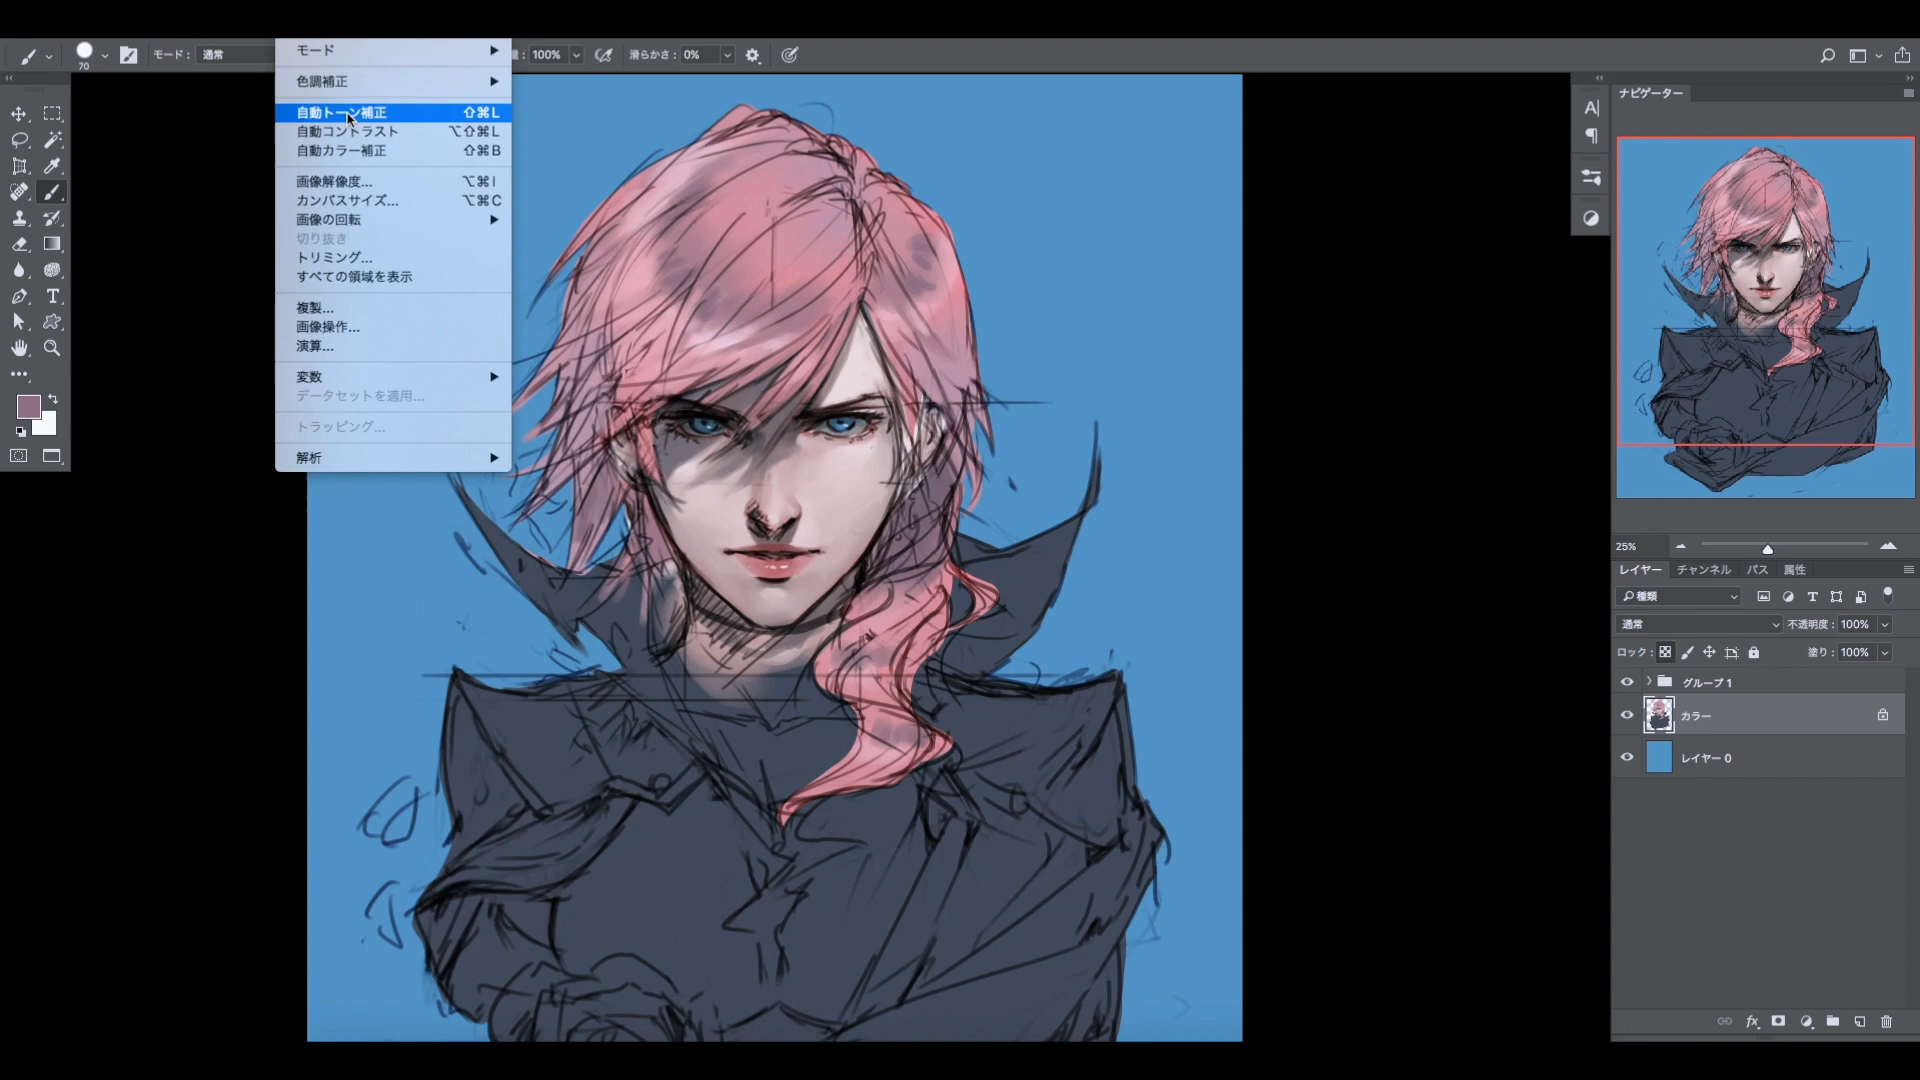 70
モード：
通常
：100%
滑らかさ：0%
モード
色調補正
自動トーン補正 ⇧⌘L
自動コントラスト ⌥⇧⌘L
自動カラー補正 ⇧⌘B
画像解像度... ⌥⌘I
カンバスサイズ... ⌥⌘C
画像の回転
切り抜き
トリミング...
すべての領域を表示
複製...
画像操作...
演算...
変数
データセットを適用...
トラッピング...
解析
ナビゲーター
25%
レイヤー チャンネル パス 属性
種類
通常 不透明度：100%
ロック： 塗り：100%
グループ 1
カラー
レイヤー 0